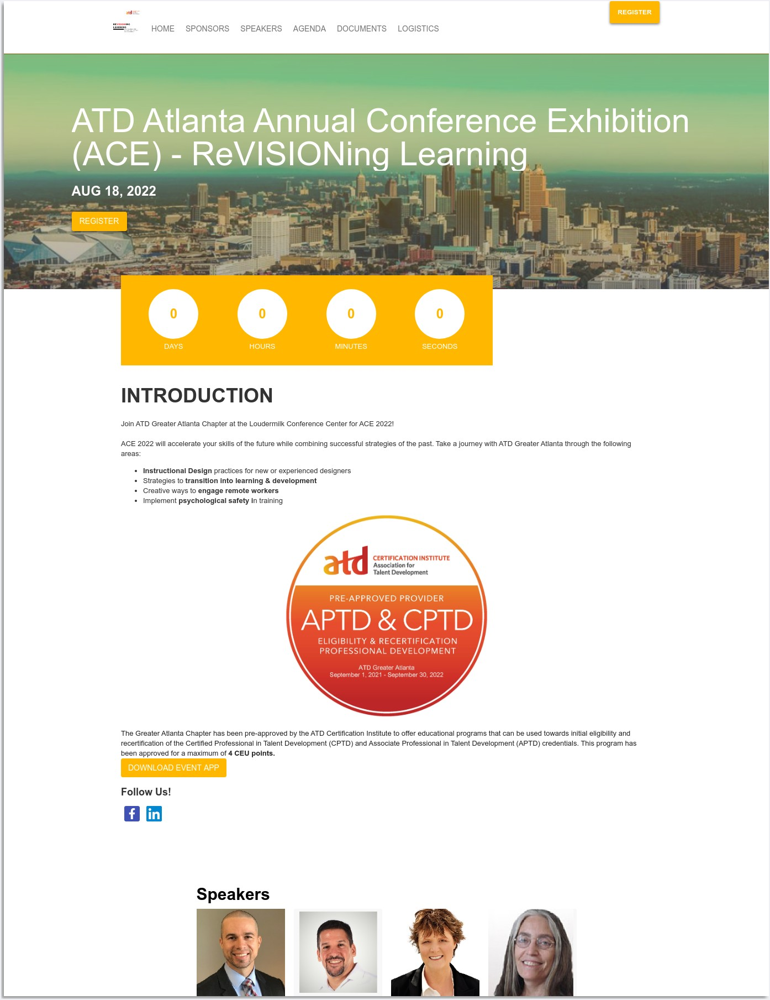 atd
REVISIONING
LEARNING
HOME SPONSORS SPEAKERS AGENDA DOCUMENTS LOGISTICS
REGISTER
ATD Atlanta Annual Conference Exhibition
(ACE) - ReVISIONing Learning
AUG 18, 2022
REGISTER
0 0 0 0
DAYS HOURS MINUTES SECONDS
INTRODUCTION
Join ATD Greater Atlanta Chapter at the Loudermilk Conference Center for ACE 2022!
ACE 2022 will accelerate your skills of the future while combining successful strategies of the past. Take a journey with ATD Greater Atlanta through the following
areas:
• Instructional Design practices for new or experienced designers
• Strategies to transition into learning & development
• Creative ways to engage remote workers
• Implement psychological safety in training
atd CERTIFICATION INSTITUTE
Association for
Talent Development
PRE-APPROVED PROVIDER
APTD & CPTD
ELIGIBILITY & RECERTIFICATION
PROFESSIONAL DEVELOPMENT
ATD Greater Atlanta
September 1, 2021 - September 30, 2022
The Greater Atlanta Chapter has been pre-approved by the ATD Certification Institute to offer educational programs that can be used towards initial eligibility and
recertification of the Certified Professional in Talent Development (CPTD) and Associate Professional in Talent Development (APTD) credentials. This program has
been approved for a maximum of 4 CEU points.
DOWNLOAD EVENT APP
Follow Us!
f in
Speakers